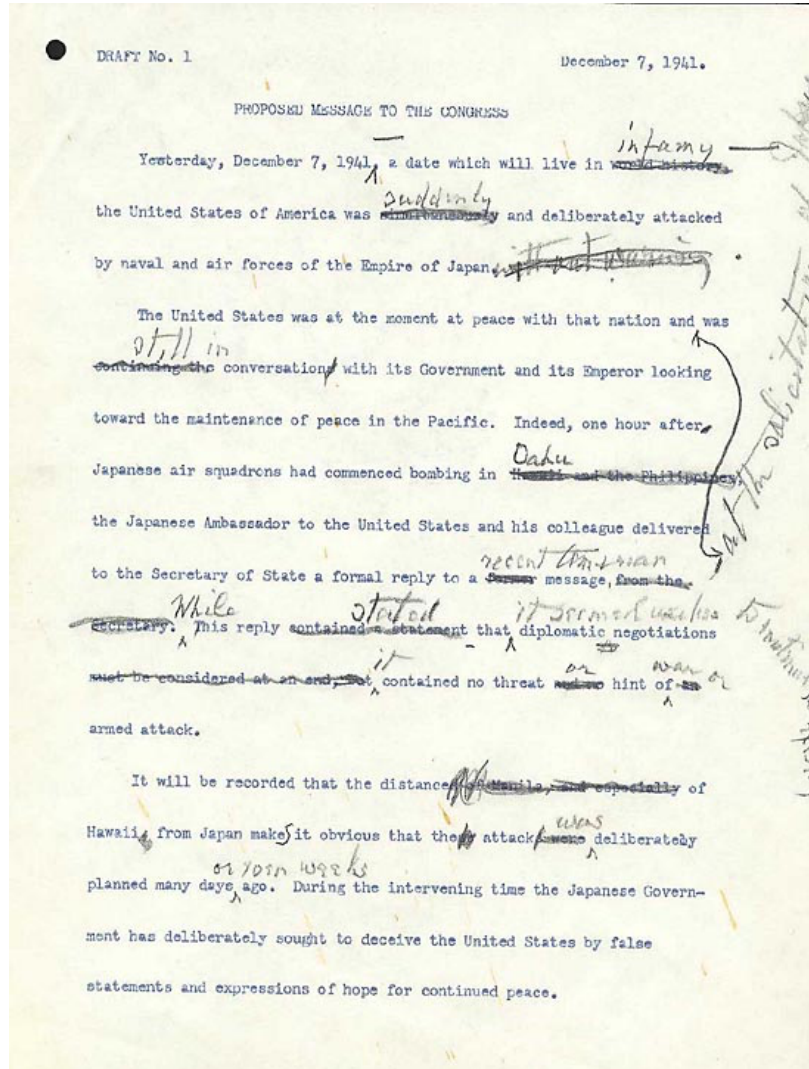 DRAFT No. 1 December 7, 1941.
PROPOSED MESSAGE TO THE CONGRESS
infamy
Yesterday, December 7, 1941, a date which will live in world history,
suddenly
the United States of America was simultaneously and deliberately attacked
by naval and air forces of the Empire of Japan. without warning
The United States was at the moment at peace with that nation and was
still in
continuing the conversations with its Government and its Emperor looking
toward the maintenance of peace in the Pacific. Indeed, one hour after,
Oahu
Japanese air squadrons had commenced bombing in Hawaii and the Philippines,
the Japanese Ambassador to the United States and his colleague delivered
recent American
to the Secretary of State a formal reply to a former message, from the
While stated it seemed useless to continue
Secretary. This reply contained a statement that diplomatic negotiations
it or war or
must be considered at an end, but contained no threat and no hint of an
armed attack.
It will be recorded that the distance Manila, and especially of
was
Hawaii, from Japan make it obvious that the attack were deliberately
or even weeks
planned many days ago. During the intervening time the Japanese Govern-
ment has deliberately sought to deceive the United States by false
statements and expressions of hope for continued peace.
at the solicitation of Japan